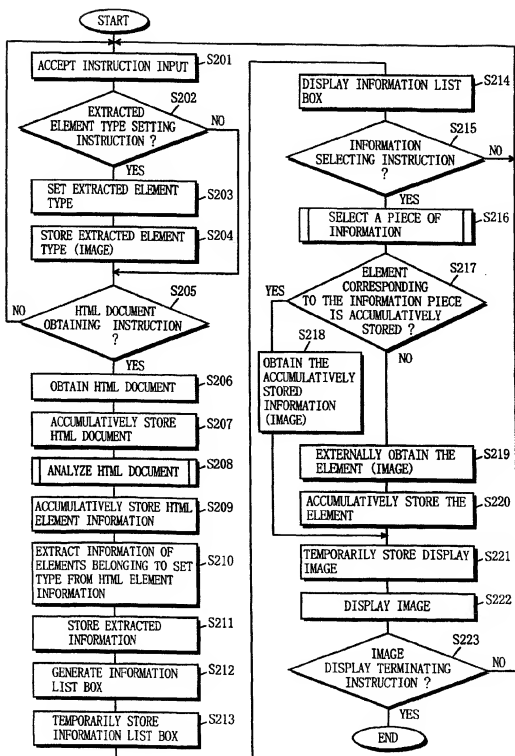 START
ACCEPT INSTRUCTION INPUT
S201
S202
EXTRACTED
ELEMENT TYPE SETTING
INSTRUCTION ?
NO
YES
SET EXTRACTED ELEMENT
TYPE
S203
STORE EXTRACTED ELEMENT
TYPE (IMAGE)
S204
S205
NO
HTML DOCUMENT
OBTAINING INSTRUCTION
?
YES
OBTAIN HTML DOCUMENT
S206
ACCUMULATIVELY STORE
HTML DOCUMENT
S207
ANALYZE HTML DOCUMENT
S208
ACCUMULATIVELY STORE HTML
ELEMENT INFORMATION
S209
EXTRACT INFORMATION OF
ELEMENTS BELONGING TO SET
TYPE FROM HTML ELEMENT
INFORMATION
S210
STORE EXTRACTED
INFORMATION
S211
GENERATE INFORMATION
LIST BOX
S212
TEMPORARILY STORE
INFORMATION LIST BOX
S213
DISPLAY INFORMATION LIST
BOX
S214
S215
INFORMATION
SELECTING INSTRUCTION
?
NO
YES
SELECT A PIECE OF
INFORMATION
S216
S217
ELEMENT
CORRESPONDING
TO THE INFORMATION PIECE
IS ACCUMULATIVELY
STORED ?
YES
NO
S218
OBTAIN THE
ACCUMULATIVELY
STORED
INFORMATION
(IMAGE)
EXTERNALLY OBTAIN THE
ELEMENT (IMAGE)
S219
ACCUMULATIVELY STORE THE
ELEMENT
S220
TEMPORARILY STORE DISPLAY
IMAGE
S221
DISPLAY IMAGE
S222
S223
IMAGE
DISPLAY TERMINATING
INSTRUCTION ?
NO
YES
END